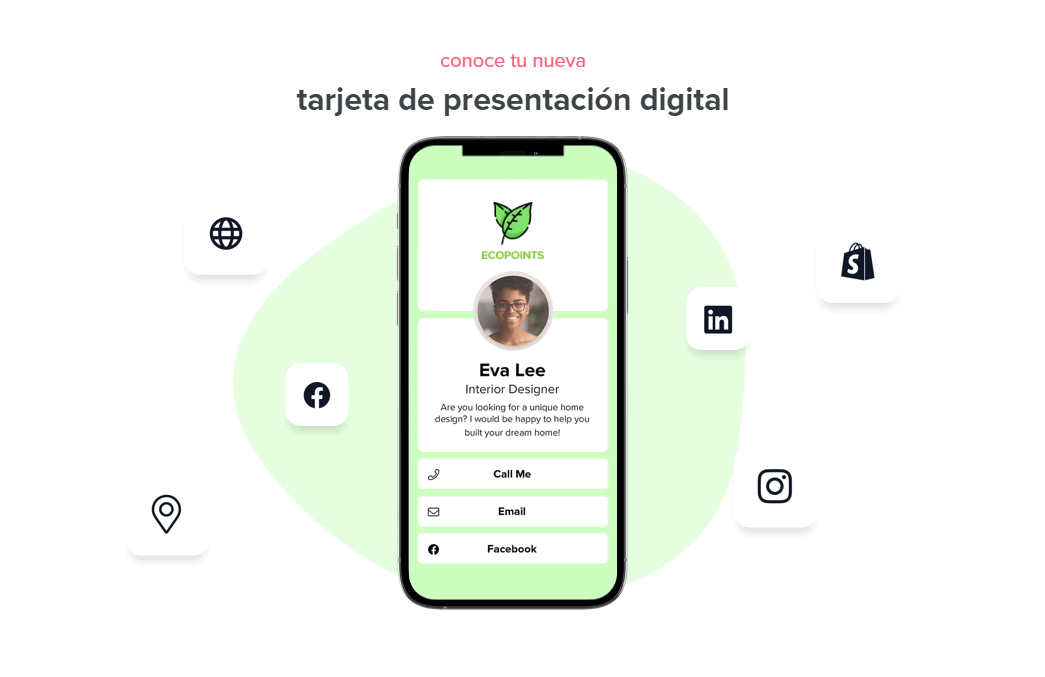 conoce tu nueva
tarjeta de presentación digital
ECOPOINTS
Eva Lee
Interior Designer
Are you looking for a unique home
design? I would be happy to help you
built your dream home!
Call Me
Email
Facebook